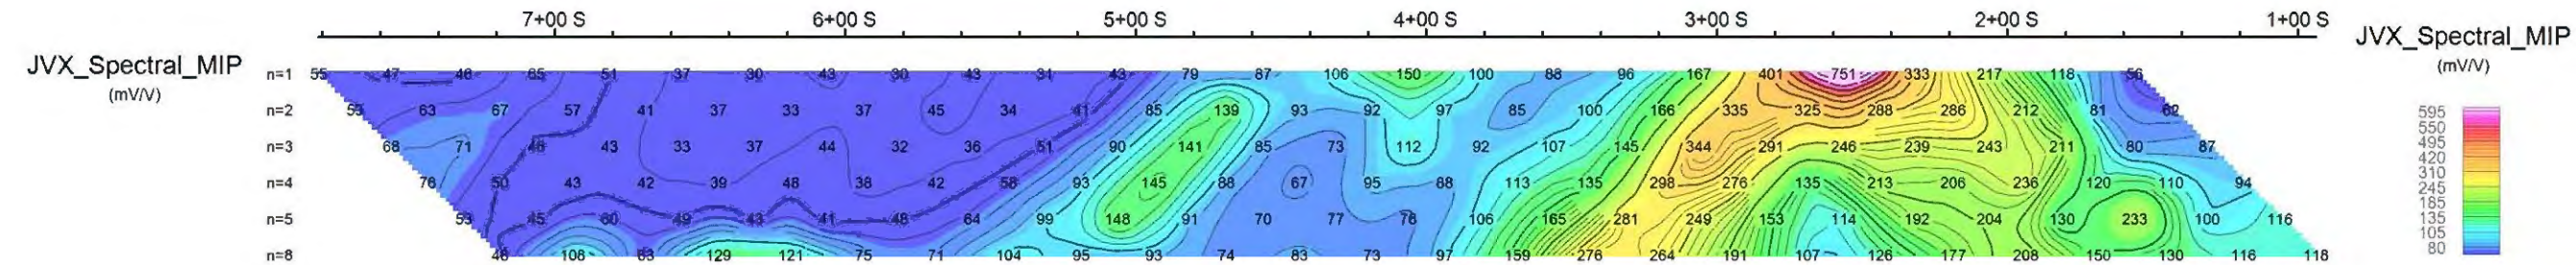 7+00 S 6+00 S 5+00 S 4+00 S 3+00 S 2+00 S 1+00 S
JVX_Spectral_MIP
(mV/V)
JVX_Spectral_MIP
(mV/V)
n=1 55 47 46 65 51 37 30 43 30 43 31 43 79 87 106 150 100 88 96 167 401 751 333 217 118 56
n=2 55 63 67 57 41 37 33 37 45 34 41 85 139 93 92 97 85 100 166 335 325 288 286 212 81 62
n=3 68 71 46 43 33 37 44 32 36 51 90 141 85 73 112 92 107 145 344 291 246 239 243 211 80 87
n=4 76 50 43 42 39 48 38 42 58 93 145 88 67 95 88 113 135 298 276 135 213 206 236 120 110 94
n=5 53 45 60 49 43 41 48 64 99 148 91 70 77 76 106 165 281 249 153 114 192 204 130 233 100 116
n=8 46 108 83 129 121 75 71 104 95 93 74 83 73 97 159 276 264 191 107 126 177 208 150 130 116 118
595
550
495
420
310
245
185
135
105
80